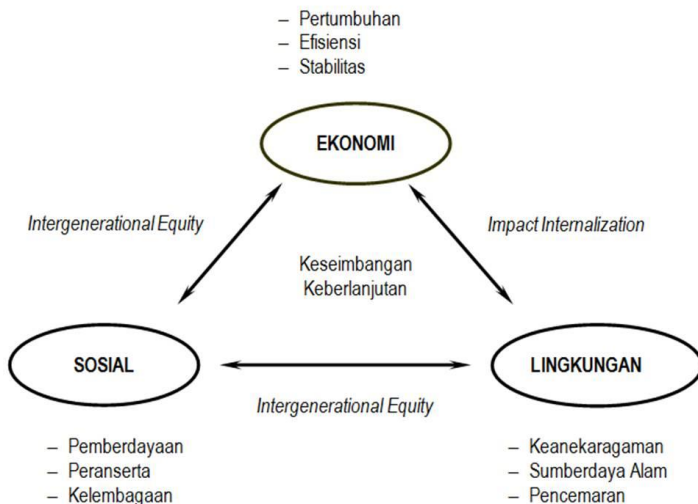 – Pertumbuhan
– Efisiensi
– Stabilitas
EKONOMI
Intergenerational Equity
Impact Internalization
Keseimbangan
Keberlanjutan
SOSIAL
LINGKUNGAN
Intergenerational Equity
– Pemberdayaan
– Peranserta
– Kelembagaan
– Keanekaragaman
– Sumberdaya Alam
– Pencemaran